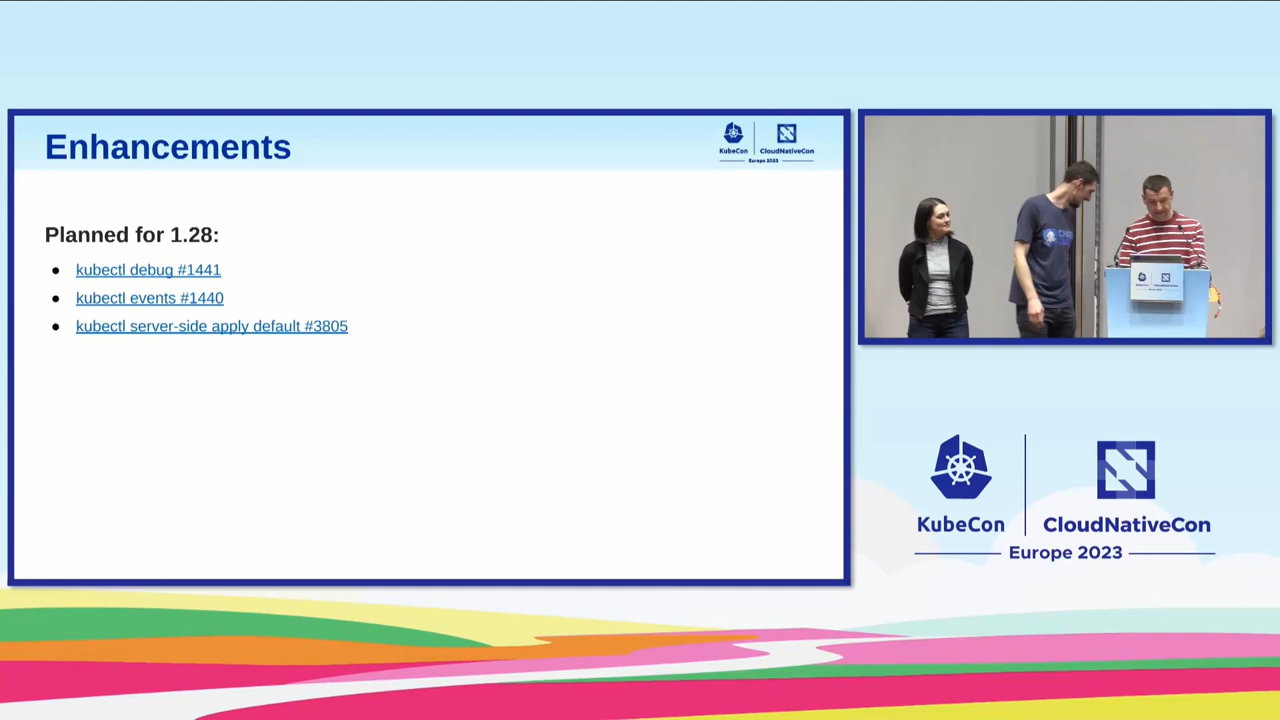 Enhancements
KubeCon
CloudNativeCon
Europe 2023
Planned for 1.28:
kubectl debug #1441
kubectl events #1440
kubectl server-side apply default #3805
KubeCon
CloudNativeCon
Europe 2023